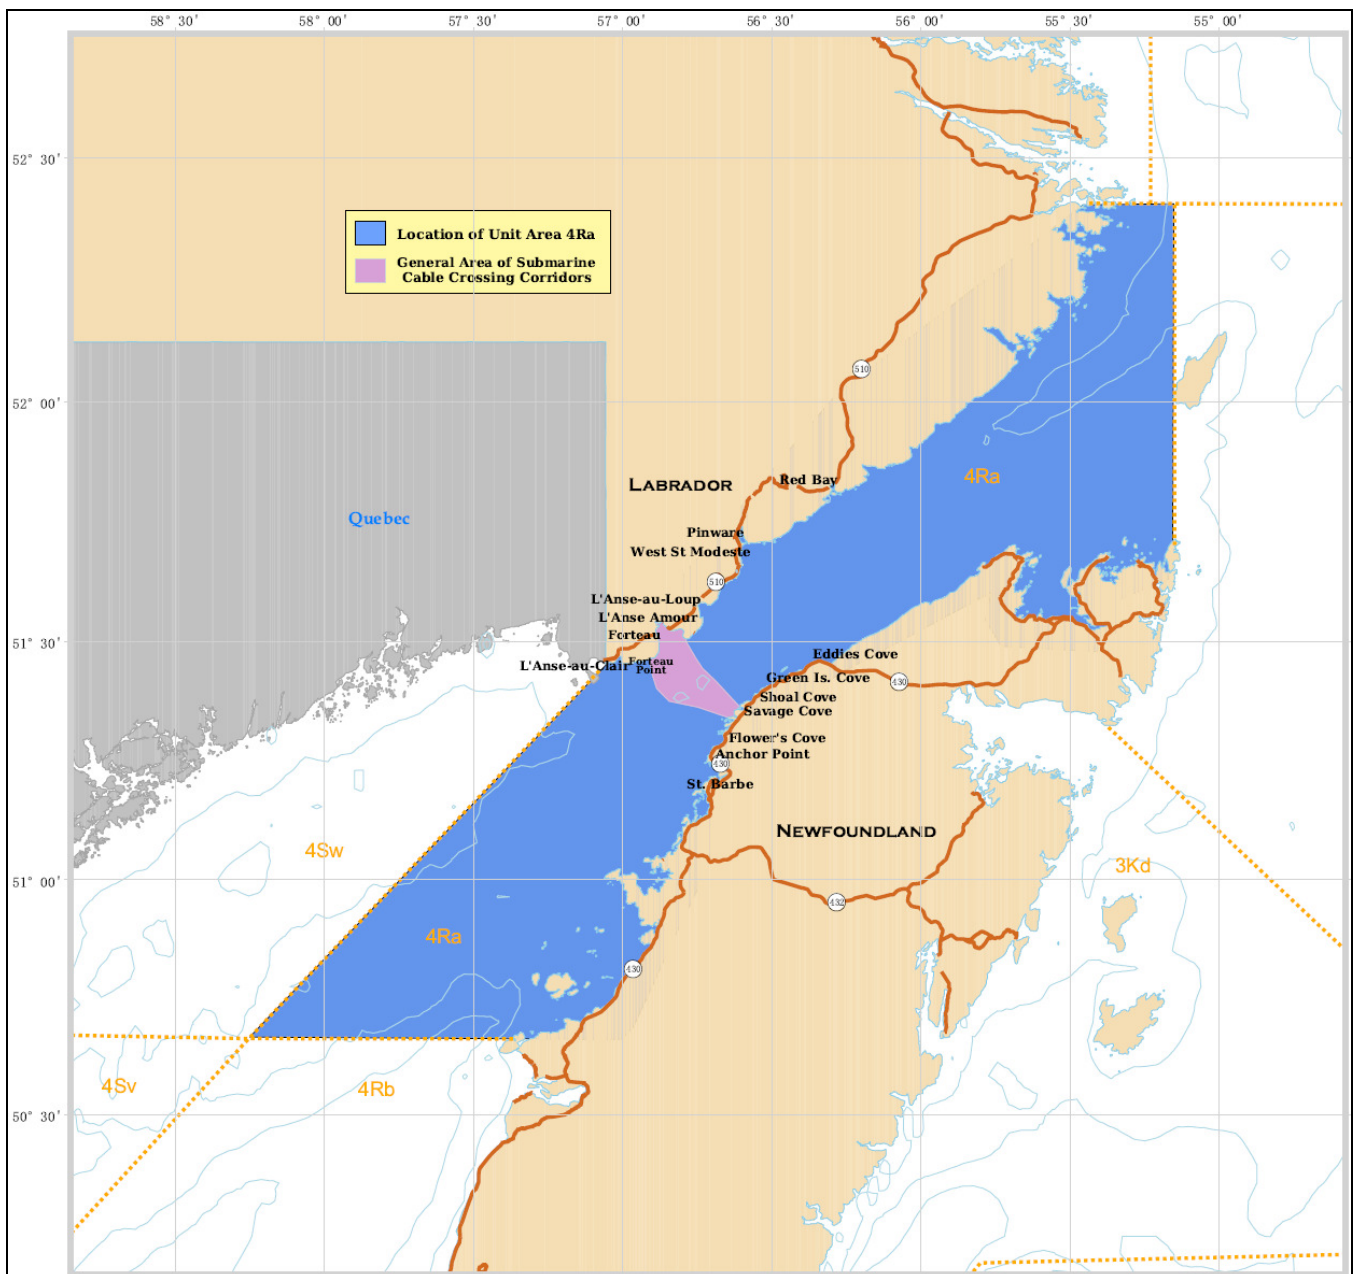 58° 30'
58° 00'
57° 30'
57° 00'
56° 30'
56° 00'
55° 30'
55° 00'
52° 30'
Location of Unit Area 4Ra
General Area of Submarine
Cable Crossing Corridors
510
52° 00'
4Ra
Red Bay
LABRADOR
Quebec
Pinware
West St Modeste
510
L'Anse-au-Loup
L'Anse Amour
Forteau
51° 30'
Eddies Cove
L'Anse-au-Clair
Forteau
Point
Green Is. Cove
430
Shoal Cove
Savage Cove
Flower's Cove
Anchor Point
430
St. Barbe
NEWFOUNDLAND
4Sw
3Kd
51° 00'
432
4Ra
430
4Sv
4Rb
50° 30'